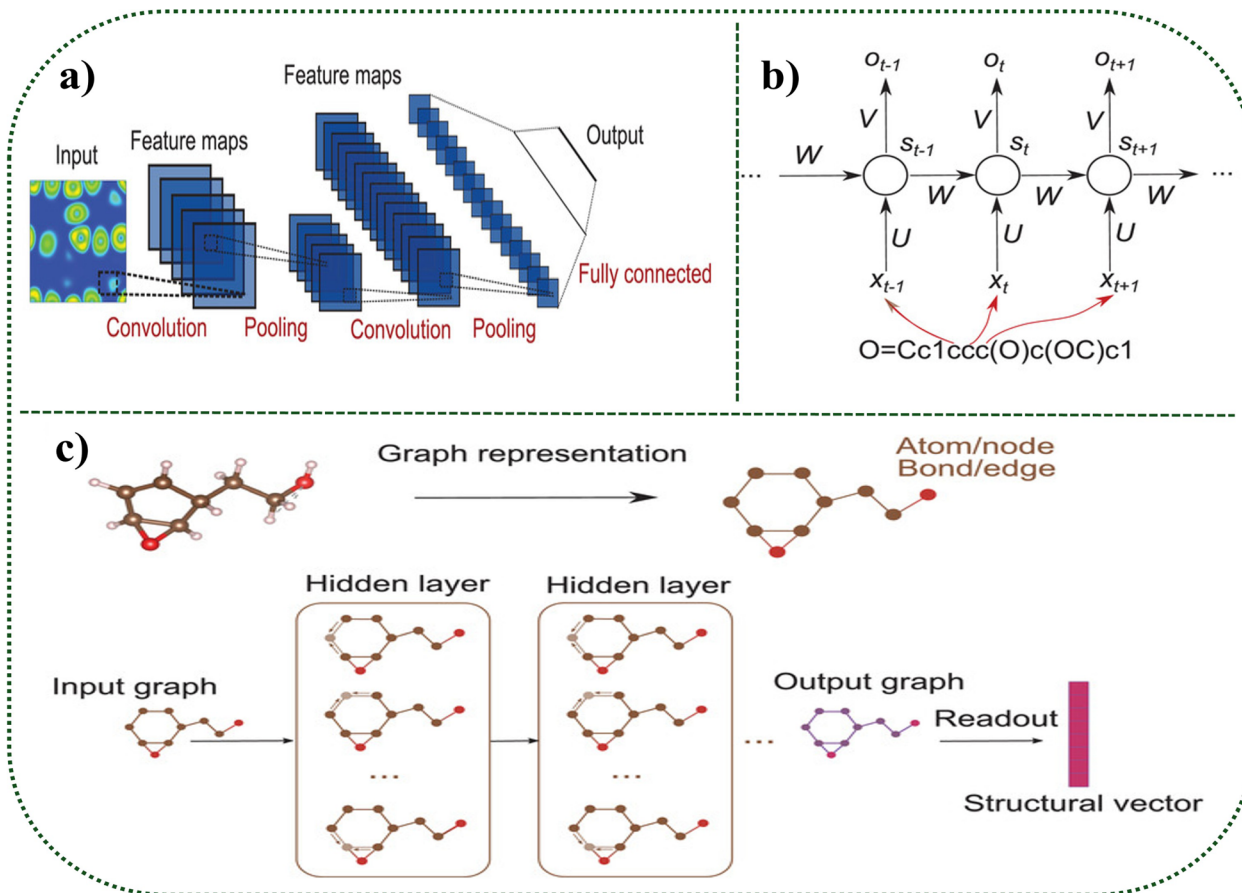 a)
Input
Feature maps
Feature maps
Output
Fully connected
Convolution
Pooling
Convolution
Pooling
b)
o_{t-1}
o_t
o_{t+1}
V
V
V
s_{t-1}
s_t
s_{t+1}
...
W
W
W
W
...
U
U
U
x_{t-1}
x_t
x_{t+1}
O=Cc1ccc(O)c(OC)c1
c)
Graph representation
Atom/node
Bond/edge
Hidden layer
Hidden layer
Input graph
...
...
...
Output graph
Readout
Structural vector